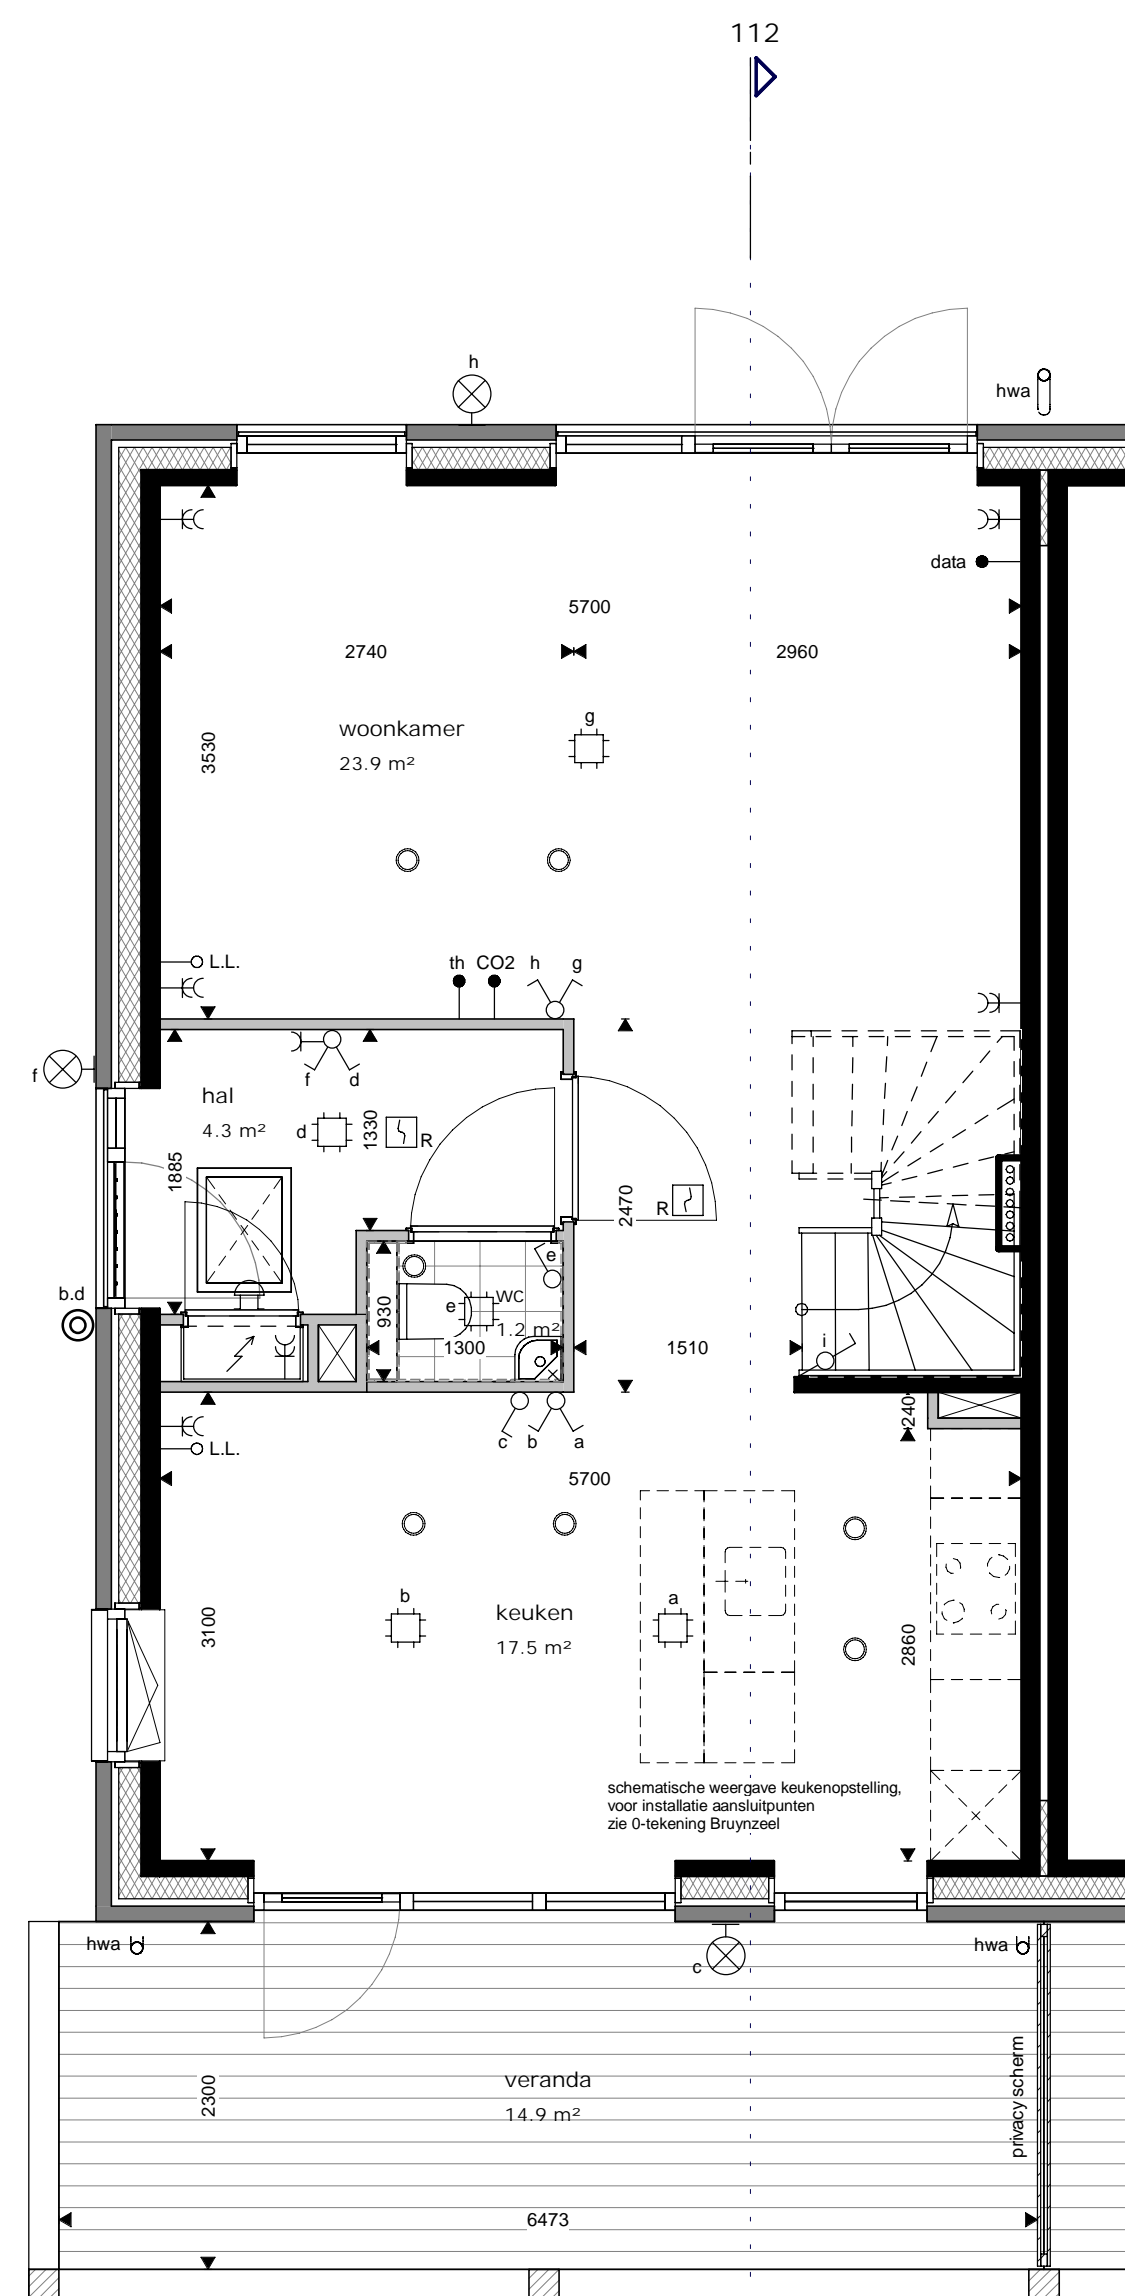 112
h
hwa
data
5700
2740
2960
g
woonkamer
23.9 m²
3530
L.L.
th
CO2
h
g
f
f
d
hal
4.3 m²
d
1330
R
1885
2470
R
e
b.d
930
e
WC
1.2 m²
1300
1510
i
c
b
a
240
L.L.
5700
b
a
keuken
17.5 m²
3100
2860
schematische weergave keukenopstelling,
voor installatie aansluitpunten
zie 0-tekening Bruynzeel
hwa
hwa
c
veranda
14.9 m²
2300
privacy scherm
6473